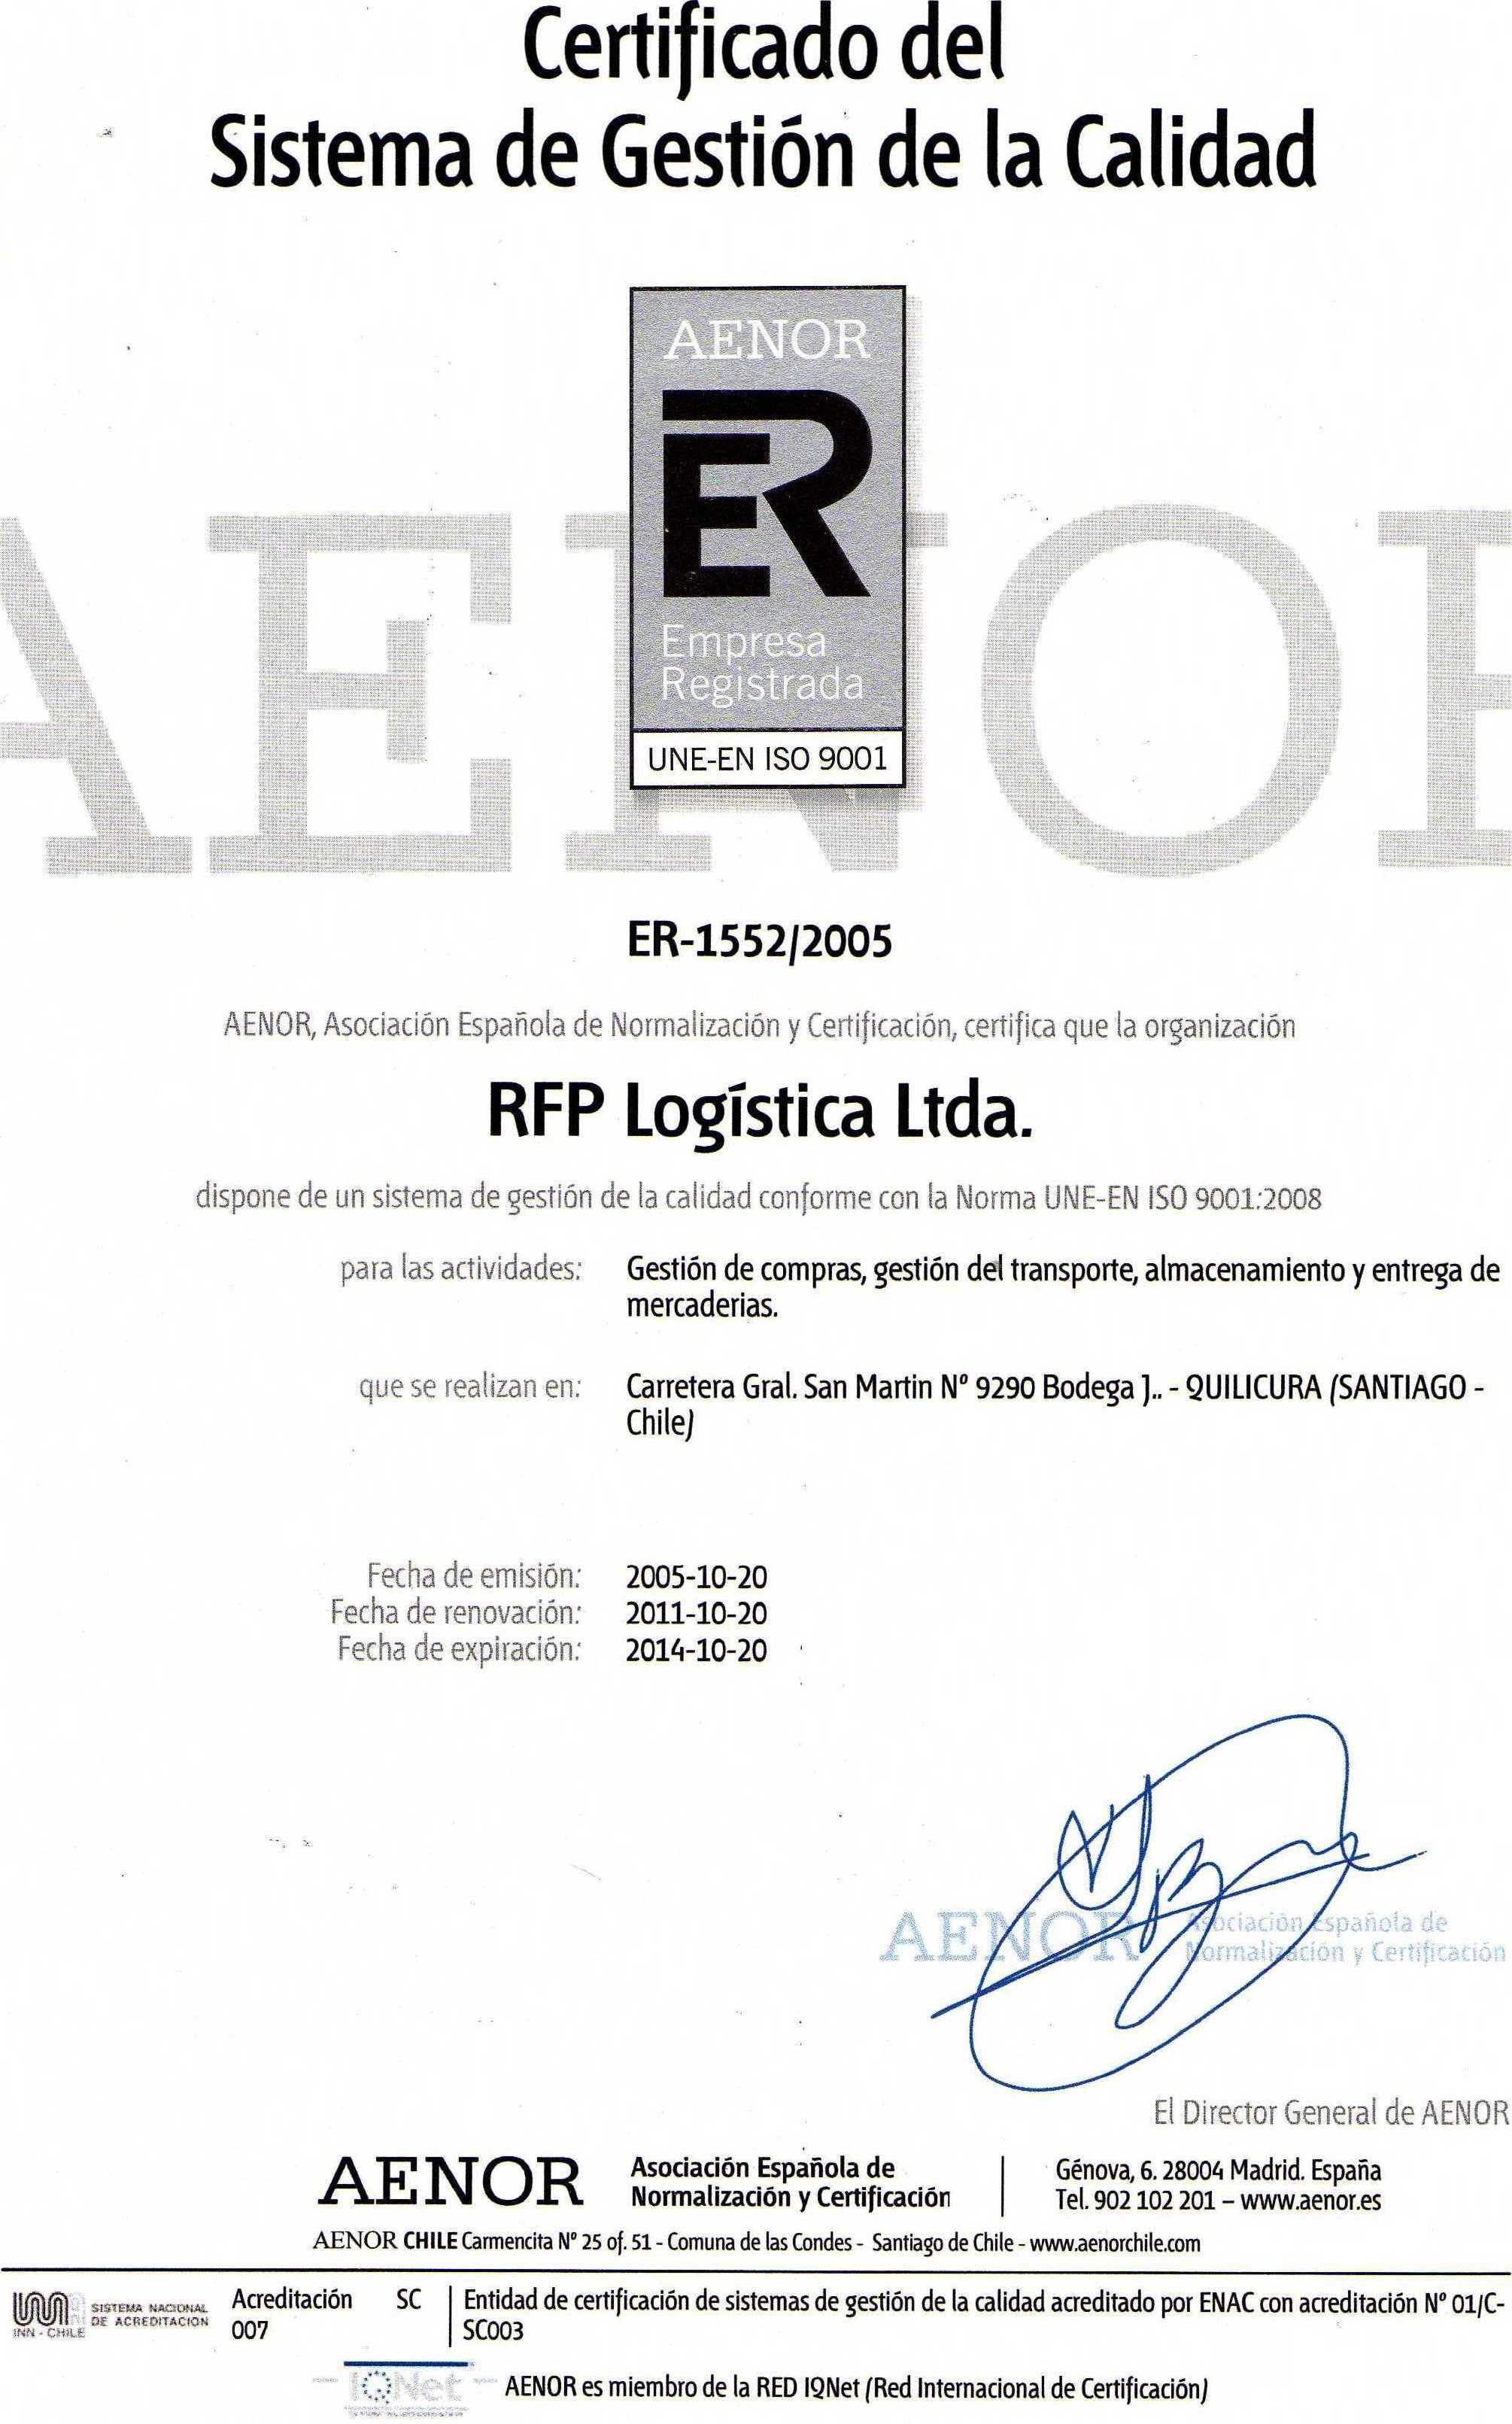 Certificado del
Sistema de Gestión de la Calidad
AENOR
ER
Empresa
Registrada
UNE-EN ISO 9001
AENOR
ER-1552/2005
AENOR, Asociación Española de Normalización y Certificación, certifica que la organización
RFP Logística Ltda.
dispone de un sistema de gestión de la calidad conforme con la Norma UNE-EN ISO 9001:2008
para las actividades: Gestión de compras, gestión del transporte, almacenamiento y entrega de
mercaderias.
que se realizan en: Carretera Gral. San Martin Nº 9290 Bodega J.. - QUILICURA (SANTIAGO -
Chile)
Fecha de emisión: 2005-10-20
Fecha de renovación: 2011-10-20
Fecha de expiración: 2014-10-20
AENOR Asociación Española de
Normalización y Certificación
El Director General de AENOR
AENOR Asociación Española de
Normalización y Certificación
Génova, 6. 28004 Madrid. España
Tel. 902 102 201 – www.aenor.es
AENOR CHILE Carmencita Nº 25 of. 51 - Comuna de las Condes - Santiago de Chile - www.aenorchile.com
INN - CHILE
SISTEMA NACIONAL
DE ACREDITACION
Acreditación SC
007
Entidad de certificación de sistemas de gestión de la calidad acreditado por ENAC con acreditación Nº 01/C-
SC003
IQNet
AENOR es miembro de la RED IQNet (Red Internacional de Certificación)